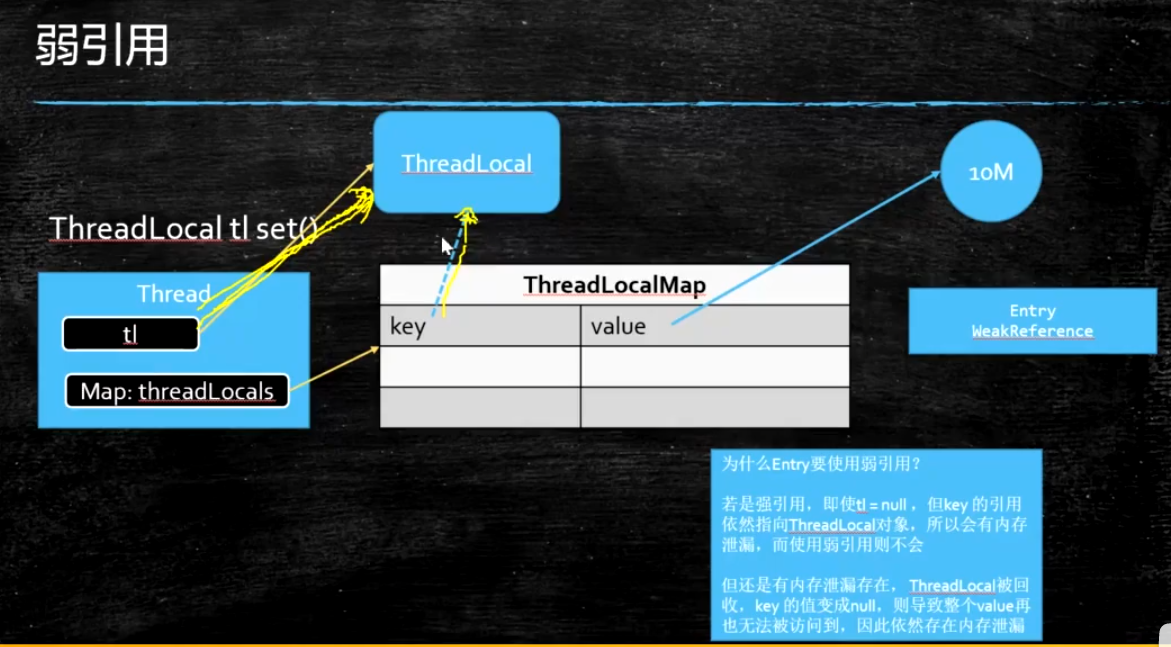 弱引用
ThreadLocal
10M
ThreadLocal tl set()
Thread
tl
Map: threadLocals
ThreadLocalMap
key
value
Entry
WeakReference
为什么Entry要使用弱引用？
若是强引用，即使tl = null ，但key 的引用
依然指向ThreadLocal对象，所以会有内存
泄漏，而使用弱引用则不会
但还是有内存泄漏存在， ThreadLocal被回
收，key 的值变成null，则导致整个value再
也无法被访问到，因此依然存在内存泄漏